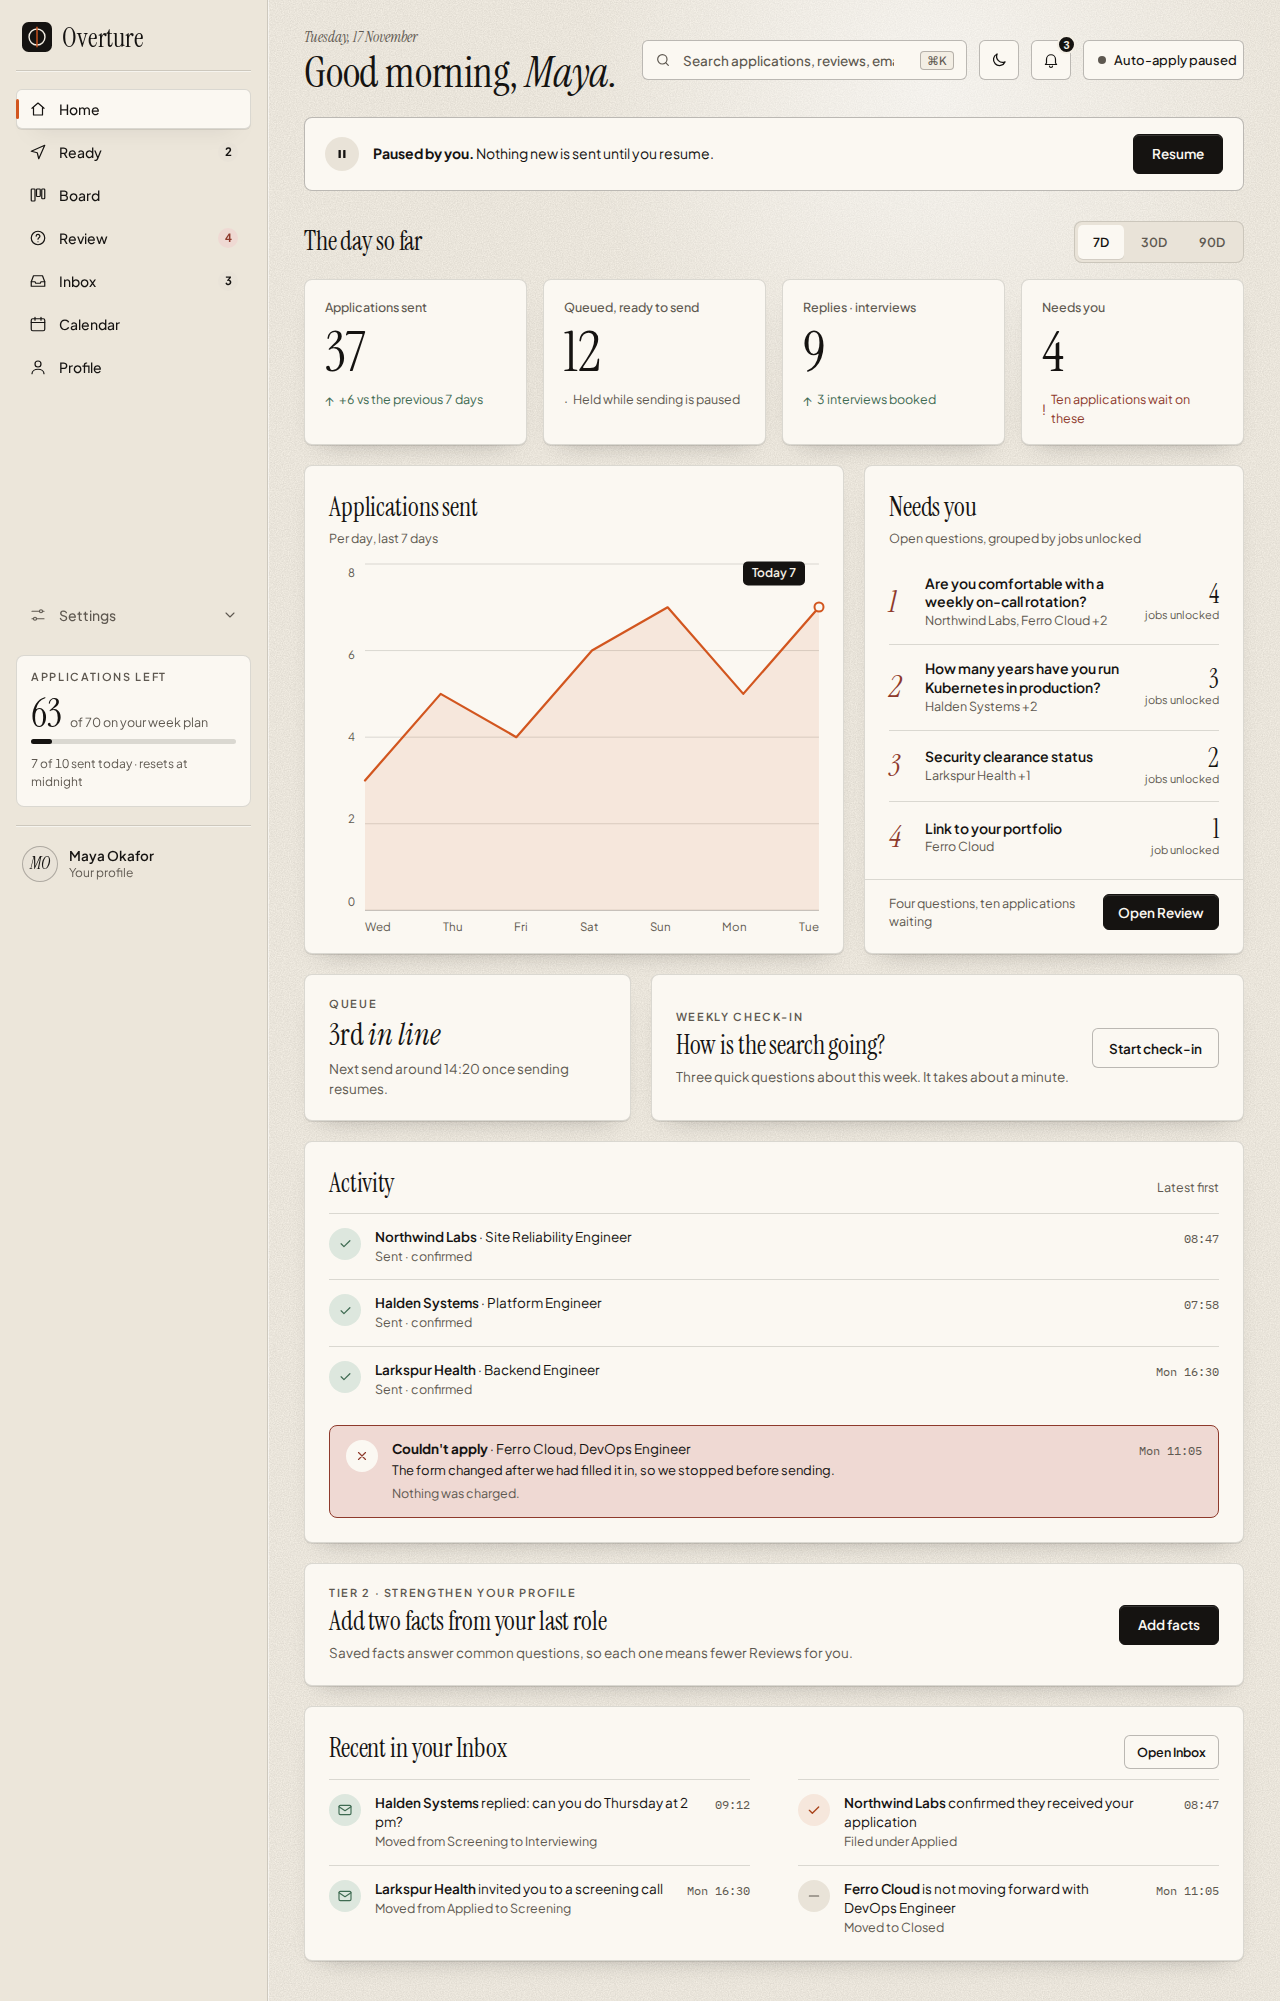 Overture
Home
Ready 2
Board
Review 4
Inbox 3
Calendar
Profile
Settings
APPLICATIONS LEFT
63 of 70 on your week plan
7 of 10 sent today · resets at
midnight
MO
Maya Okafor
Your profile
Tuesday, 17 November
Good morning, Maya.
Search applications, reviews, ema
⌘K
3
Auto-apply paused
Paused by you. Nothing new is sent until you resume.
Resume
The day so far
7D 30D 90D
Applications sent
37
↑ +6 vs the previous 7 days
Queued, ready to send
12
· Held while sending is paused
Replies · interviews
9
↑ 3 interviews booked
Needs you
4
! Ten applications wait on
these
Applications sent
Per day, last 7 days
Today 7
8
6
4
2
0
Wed Thu Fri Sat Sun Mon Tue
Needs you
Open questions, grouped by jobs unlocked
1
Are you comfortable with a
weekly on-call rotation?
Northwind Labs, Ferro Cloud +2
4
jobs unlocked
2
How many years have you run
Kubernetes in production?
Halden Systems +2
3
jobs unlocked
3
Security clearance status
Larkspur Health +1
2
jobs unlocked
4
Link to your portfolio
Ferro Cloud
1
job unlocked
Four questions, ten applications
waiting
Open Review
QUEUE
3rd in line
Next send around 14:20 once sending
resumes.
WEEKLY CHECK-IN
How is the search going?
Three quick questions about this week. It takes about a minute.
Start check-in
Activity
Latest first
Northwind Labs · Site Reliability Engineer
Sent · confirmed
08:47
Halden Systems · Platform Engineer
Sent · confirmed
07:58
Larkspur Health · Backend Engineer
Sent · confirmed
Mon 16:30
Couldn't apply · Ferro Cloud, DevOps Engineer
The form changed after we had filled it in, so we stopped before sending.
Nothing was charged.
Mon 11:05
TIER 2 · STRENGTHEN YOUR PROFILE
Add two facts from your last role
Saved facts answer common questions, so each one means fewer Reviews for you.
Add facts
Recent in your Inbox
Open Inbox
Halden Systems replied: can you do Thursday at 2
pm?
Moved from Screening to Interviewing
09:12
Northwind Labs confirmed they received your
application
Filed under Applied
08:47
Larkspur Health invited you to a screening call
Moved from Applied to Screening
Mon 16:30
Ferro Cloud is not moving forward with
DevOps Engineer
Moved to Closed
Mon 11:05